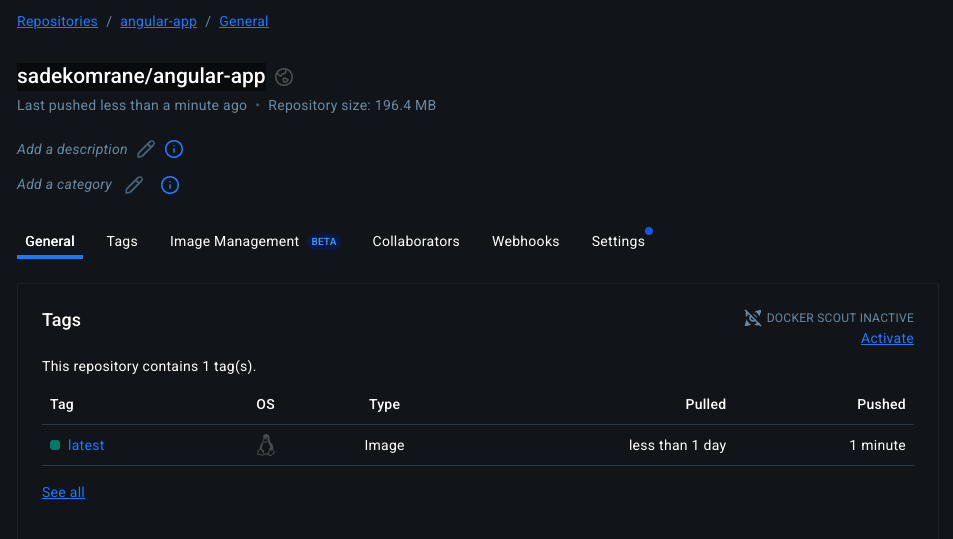 Repositories / angular-app / General
sadekomrane/angular-app
Last pushed less than a minute ago • Repository size: 196.4 MB
Add a description
Add a category
General Tags Image Management BETA Collaborators Webhooks Settings
Tags
DOCKER SCOUT INACTIVE
Activate
This repository contains 1 tag(s).
Tag OS Type Pulled Pushed
latest Image less than 1 day 1 minute
See all